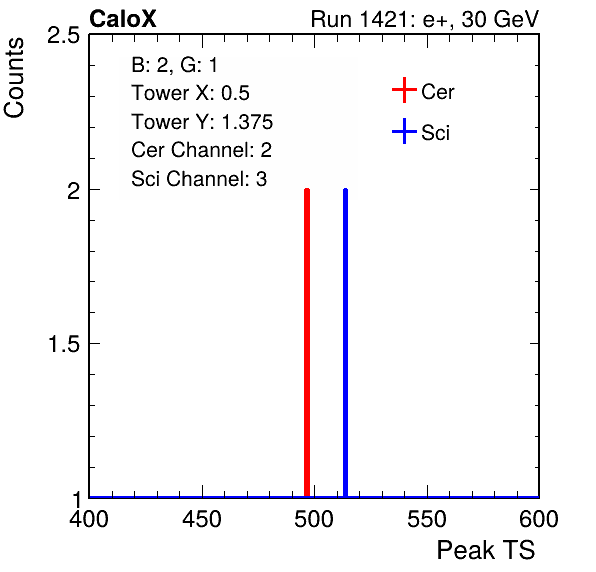 CaloX Run 1421: e+, 30 GeV
Counts
2.5
2
1.5
1
B: 2, G: 1
Tower X: 0.5
Tower Y: 1.375
Cer Channel: 2
Sci Channel: 3
Cer
Sci
400 450 500 550 600
Peak TS